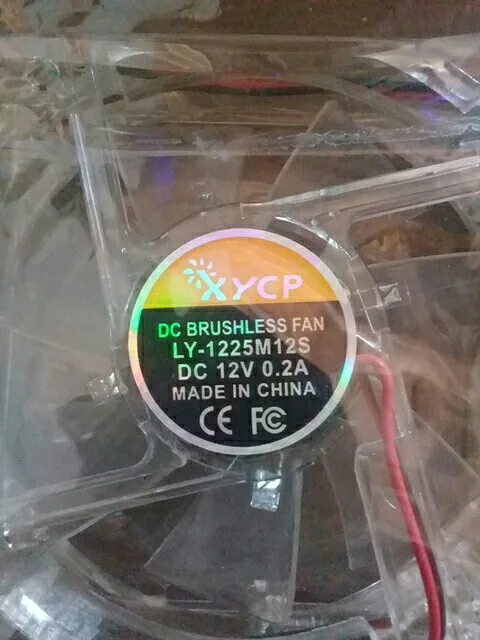 XYCP
DC BRUSHLESS FAN
LY-1225M12S
DC 12V 0.2A
MADE IN CHINA
CE FC